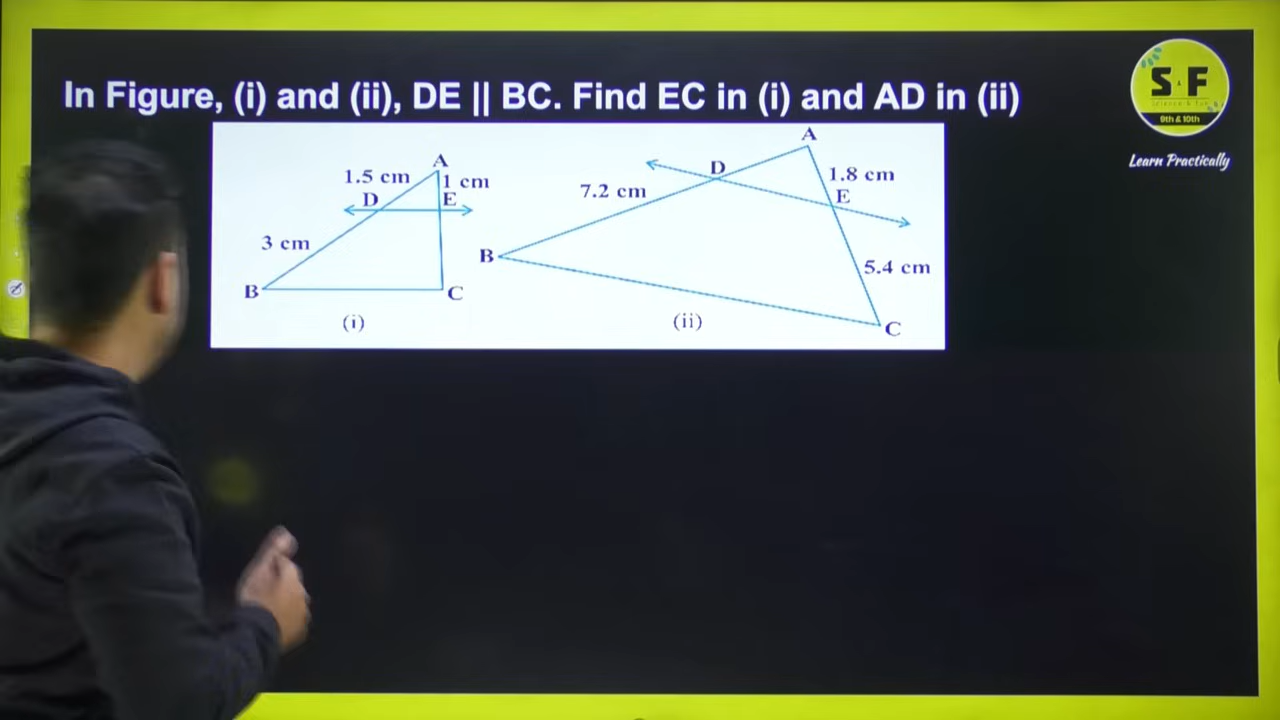 In Figure, (i) and (ii), DE || BC. Find EC in (i) and AD in (ii)
S&F
9th & 10th
Learn Practically
A
1.5 cm
1 cm
D
E
3 cm
B
C
(i)
A
D
1.8 cm
7.2 cm
E
B
5.4 cm
C
(ii)